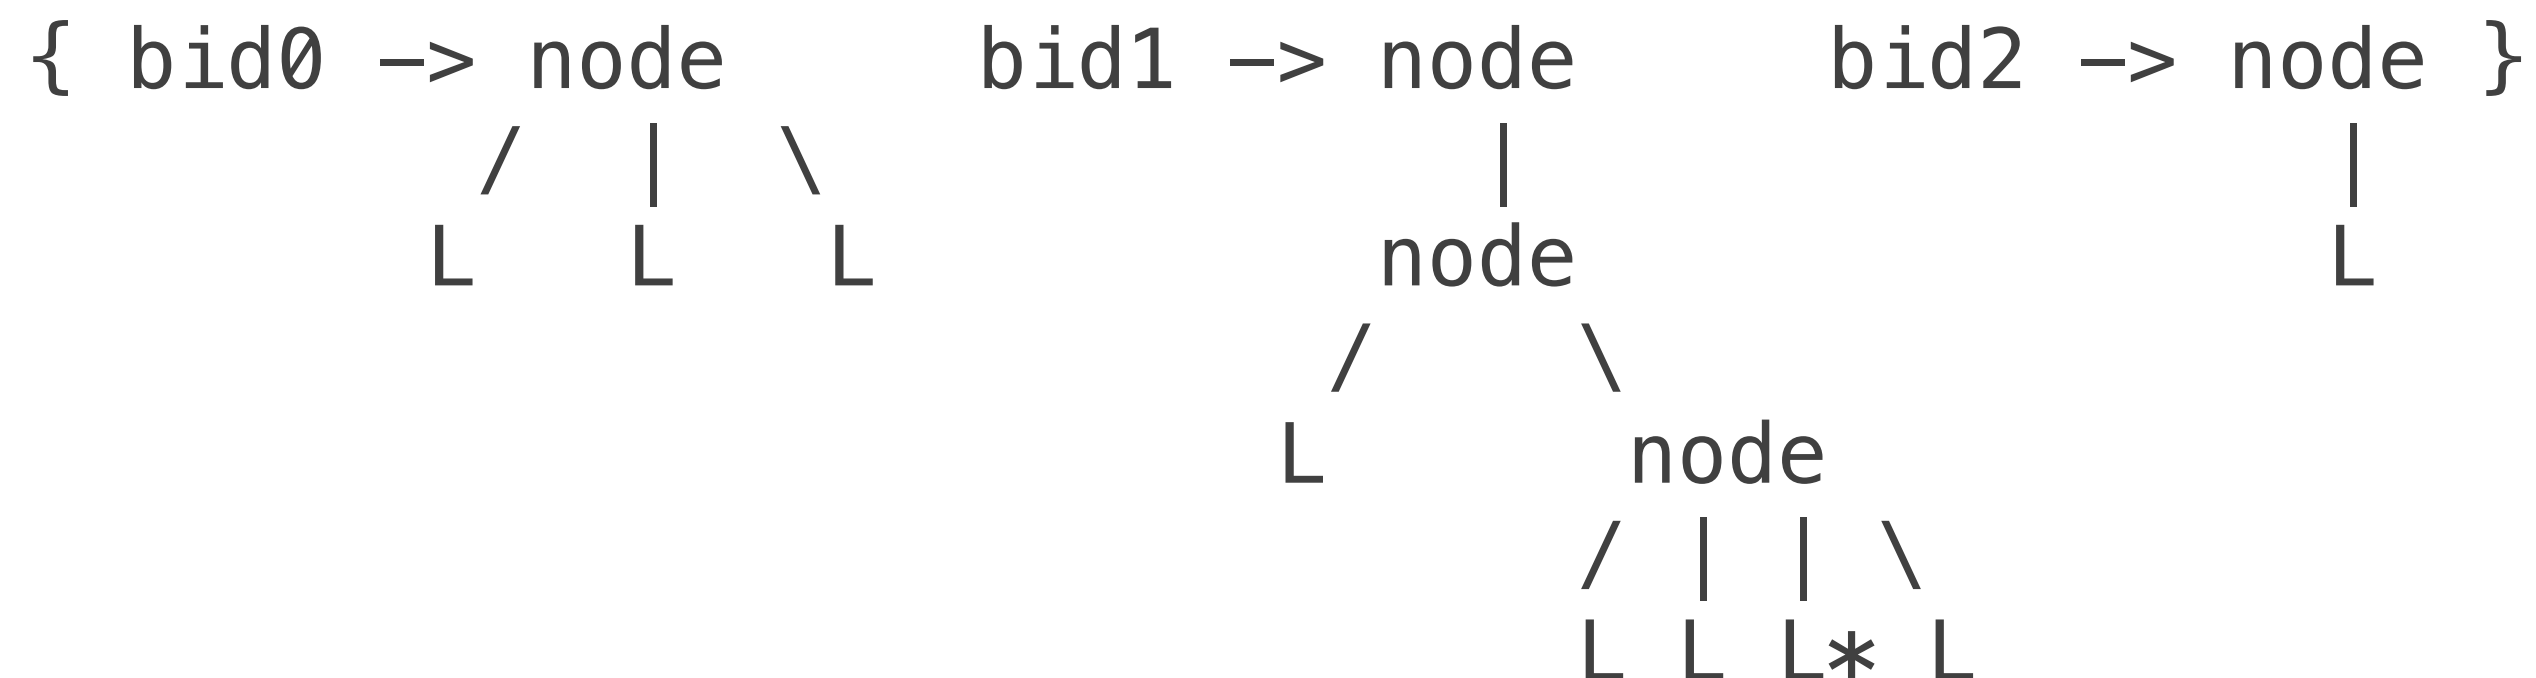 { bid0 -> node     bid1 -> node     bid2 -> node }
         /  |  \                |                |
        L   L   L             node               L
                             /    \
                            L      node
                                  / | | \
                                  L L L* L